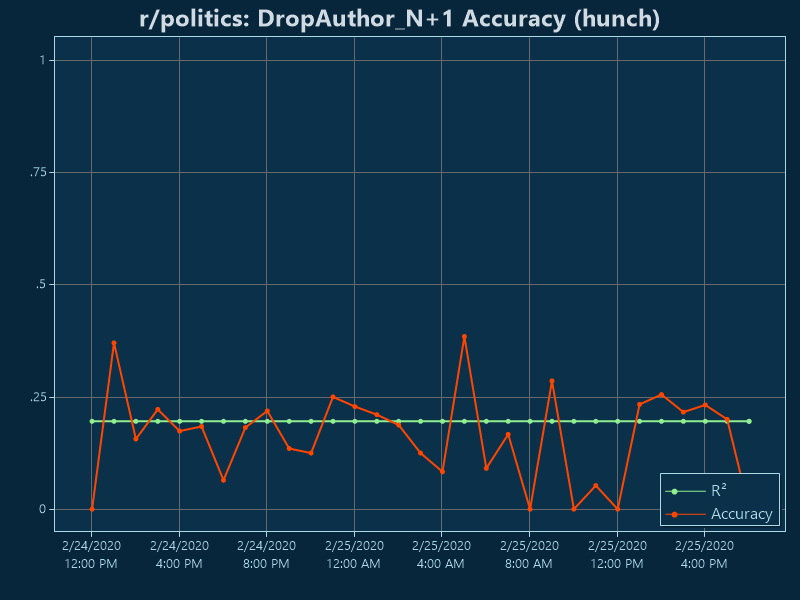 r/politics: DropAuthor_N+1 Accuracy (hunch)
1
.75
.5
.25
0
R²
Accuracy
2/24/2020 2/24/2020 2/24/2020 2/25/2020 2/25/2020 2/25/2020 2/25/2020 2/25/2020
12:00 PM 4:00 PM 8:00 PM 12:00 AM 4:00 AM 8:00 AM 12:00 PM 4:00 PM